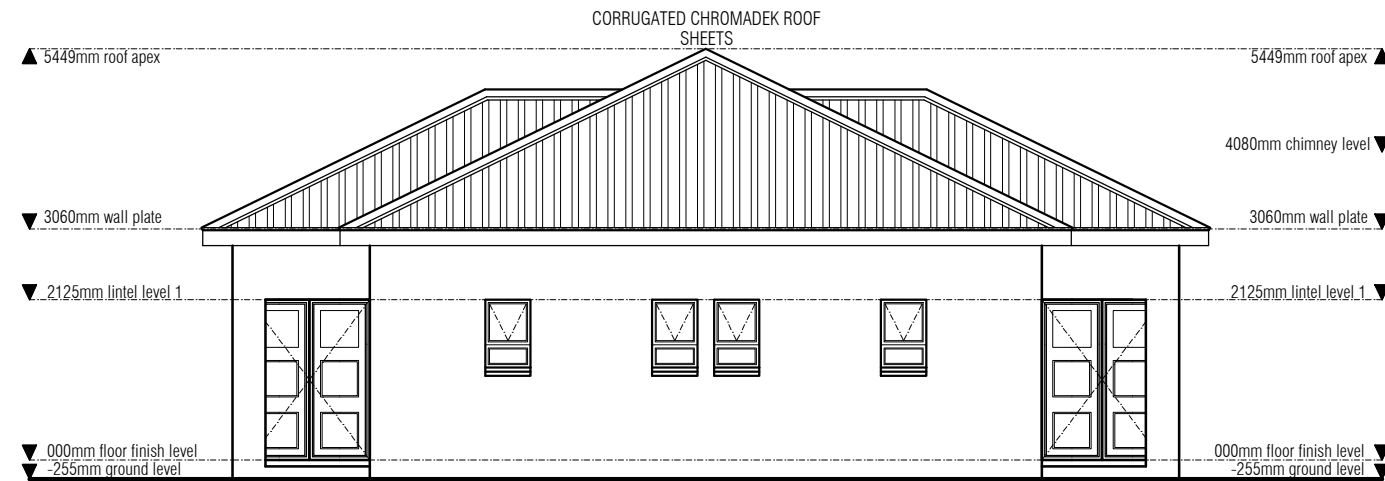 CORRUGATED CHROMADEK ROOF
SHEETS
5449mm roof apex
5449mm roof apex
4080mm chimney level
3060mm wall plate
3060mm wall plate
2125mm lintel level 1
2125mm lintel level 1
000mm floor finish level
000mm floor finish level
-255mm ground level
-255mm ground level